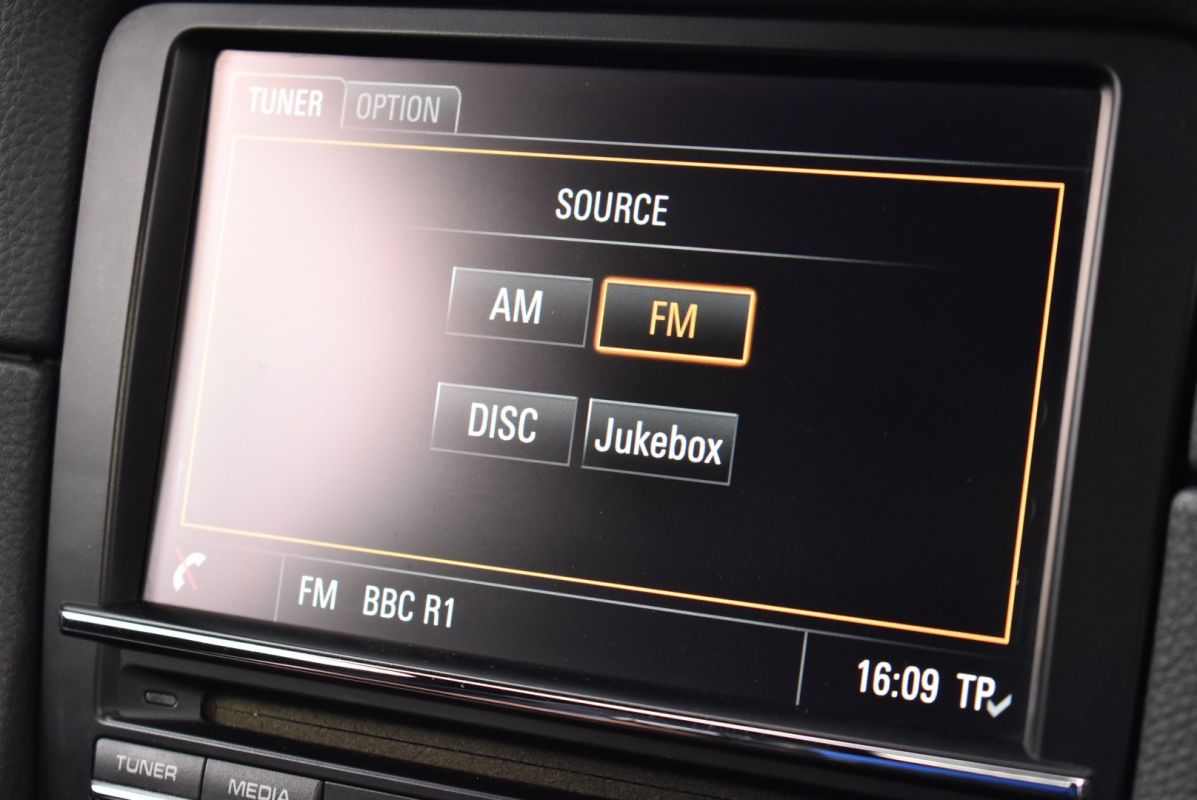 TUNER OPTION
SOURCE
AM FM
DISC Jukebox
FM BBC R1
16:09 TP
TUNER
MEDIA